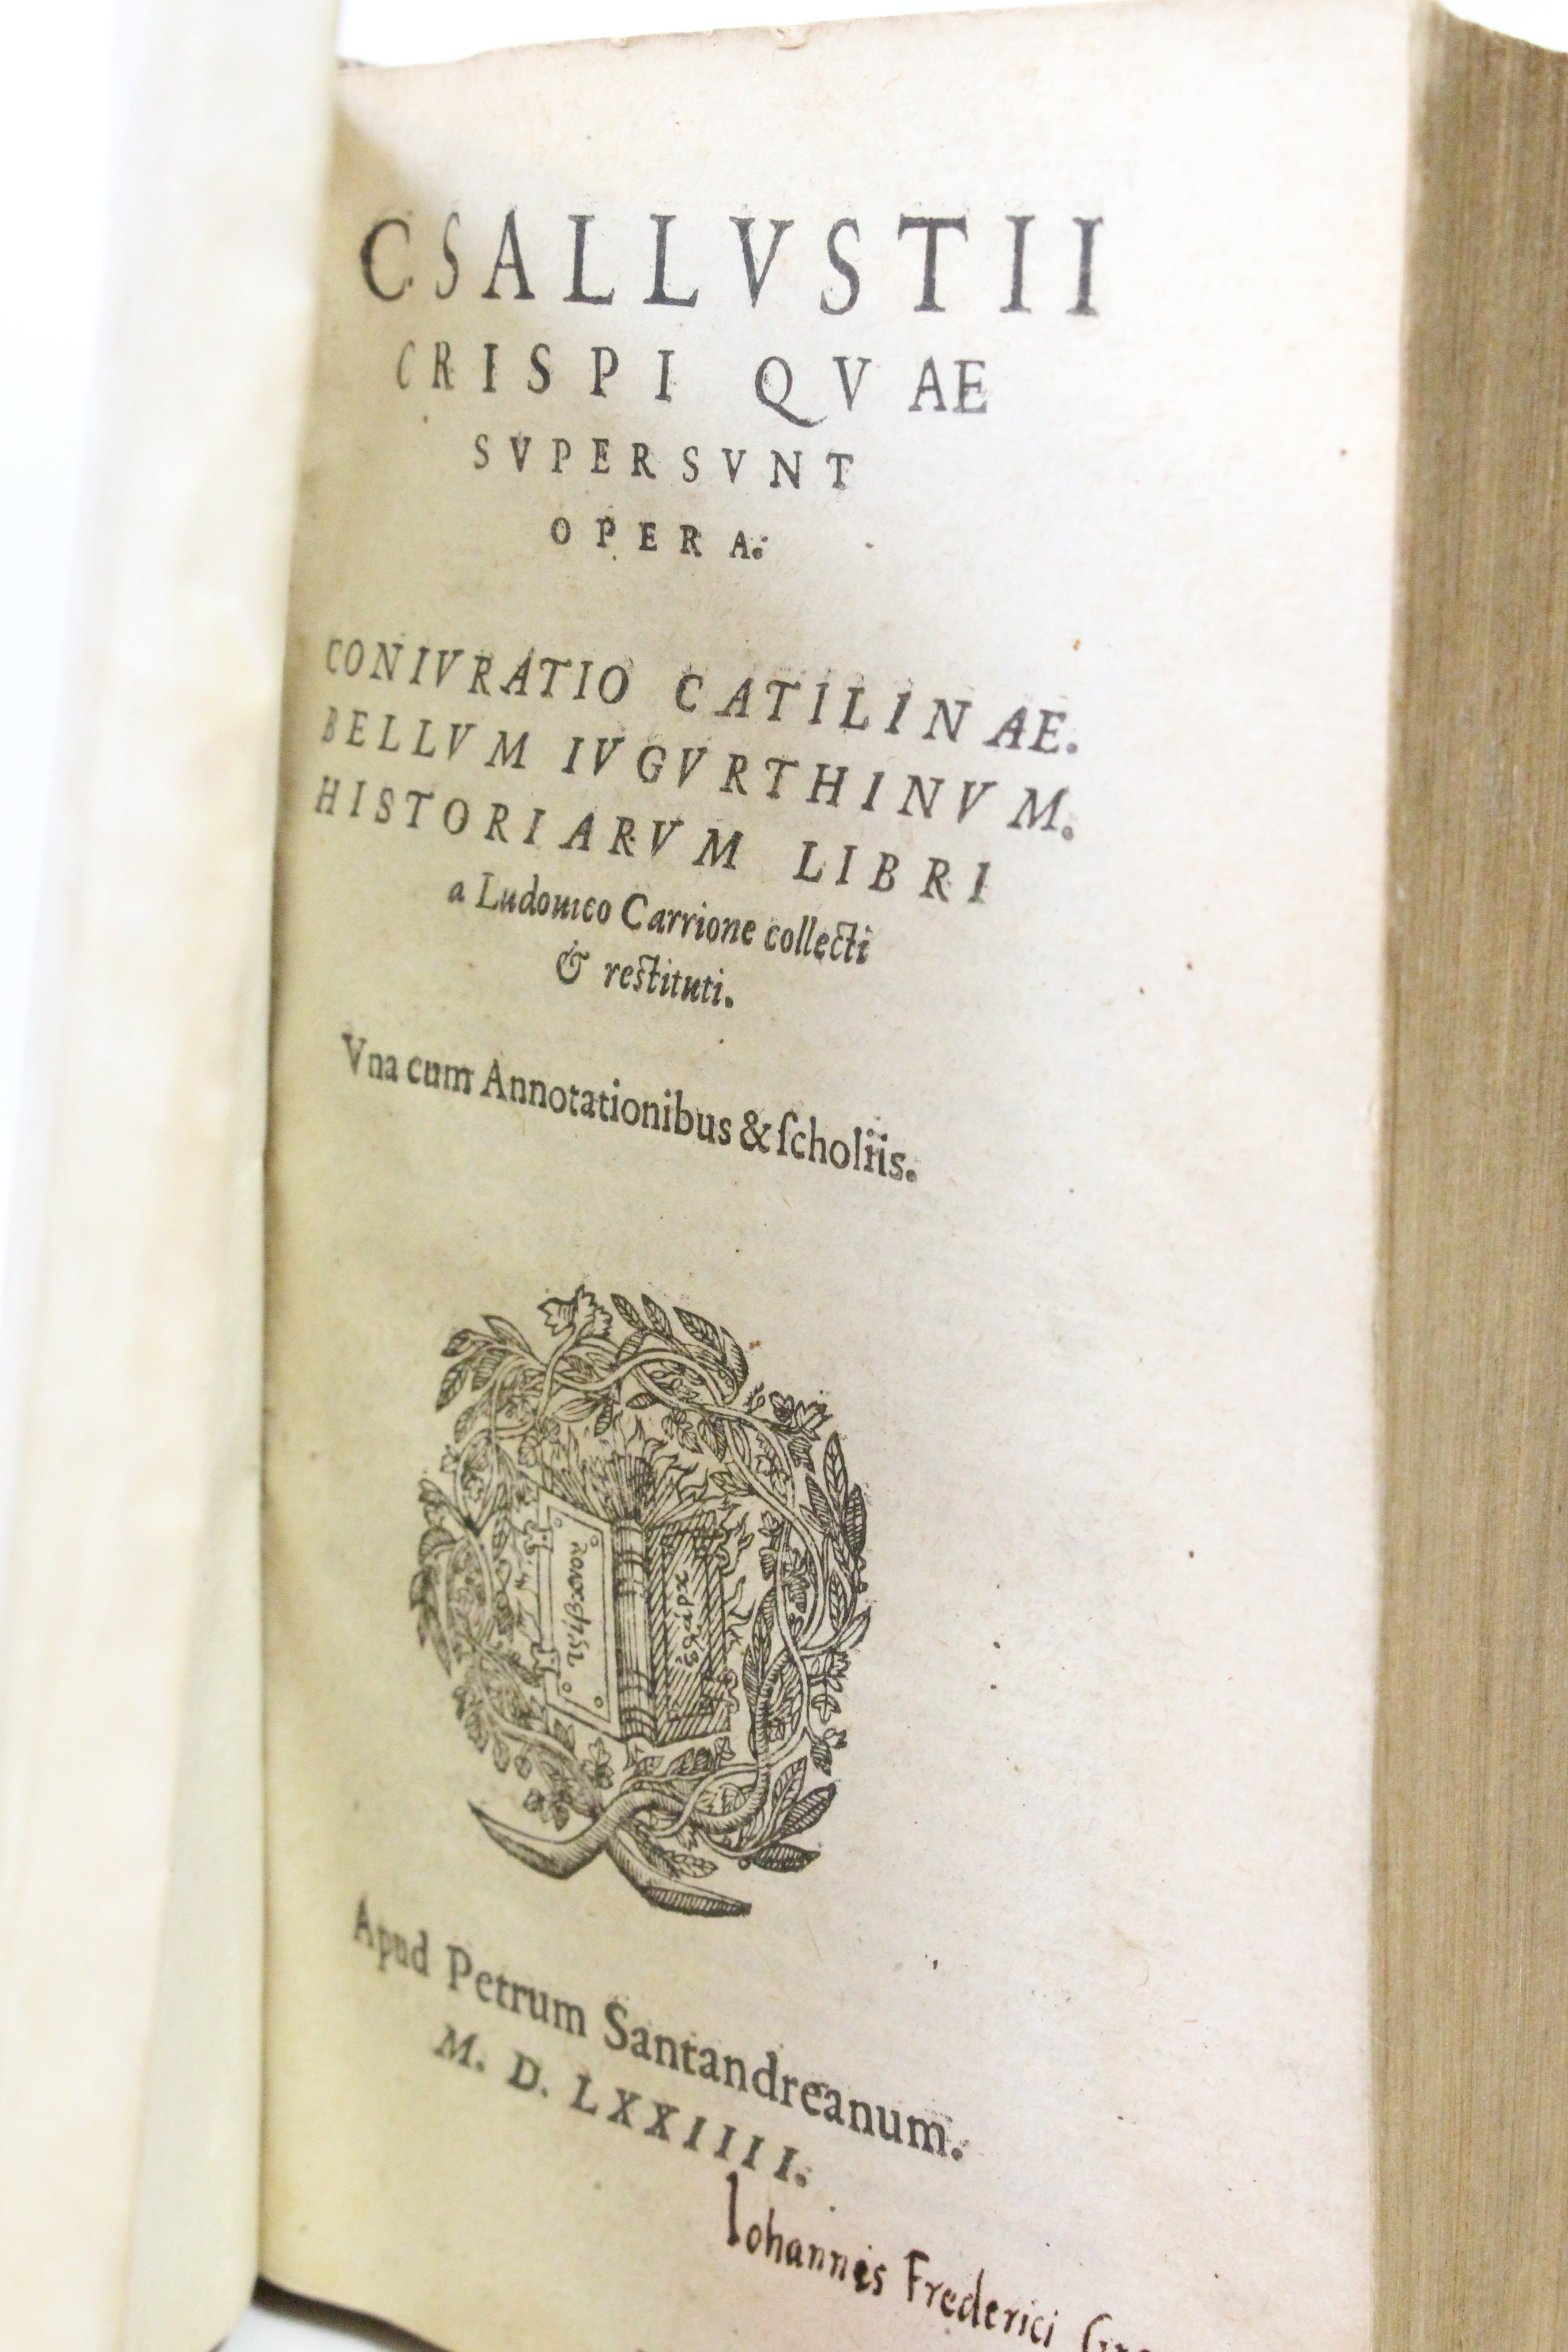 C. SALLVSTII
CRISPI QVAE
SVPERSVNT
OPERA:
CONIVRATIO CATILINAE.
BELLVM IVGVRTHINVM.
HISTORIARVM LIBRI
a Ludouico Carrione collecti
& restituti.
Vna cum Annotationibus & ſcholiis.
Apud Petrum Santandreanum.
M. D. LXXIIII.
Iohannis Frederici